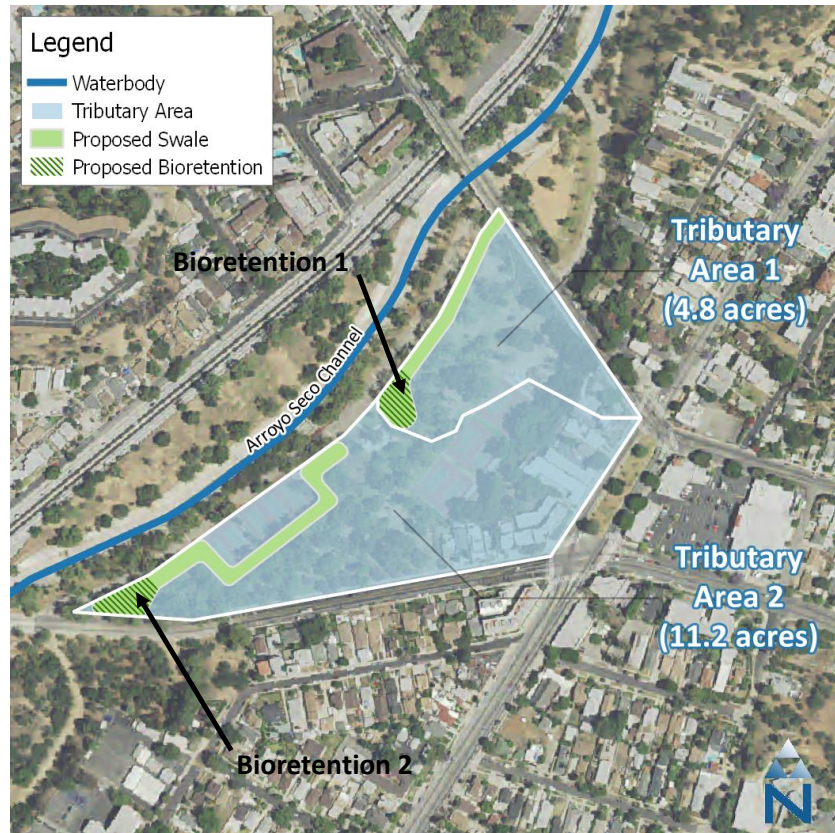 Legend
Waterbody
Tributary Area
Proposed Swale
Proposed Bioretention
Bioretention 1
Tributary
Area 1
(4.8 acres)
Arroyo Seco Channel
Tributary
Area 2
(11.2 acres)
Bioretention 2
N